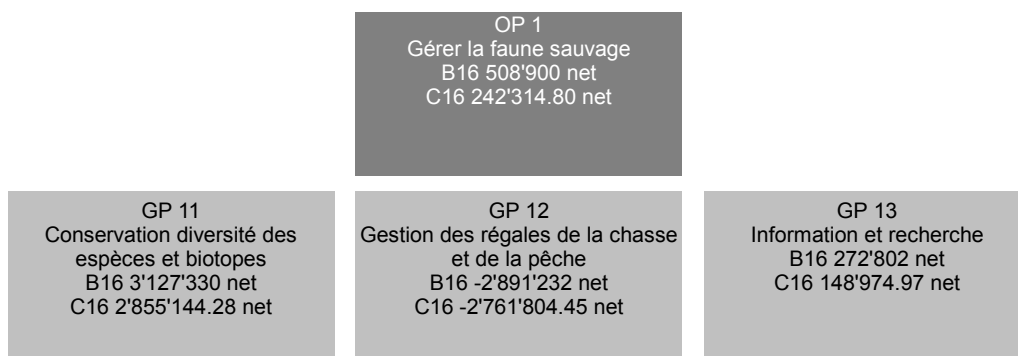 OP 1
Gérer la faune sauvage
B16 508'900 net
C16 242'314.80 net
GP 11
Conservation diversité des
espèces et biotopes
B16 3'127'330 net
C16 2'855'144.28 net
GP 12
Gestion des régales de la chasse
et de la pêche
B16 -2'891'232 net
C16 -2'761'804.45 net
GP 13
Information et recherche
B16 272'802 net
C16 148'974.97 net